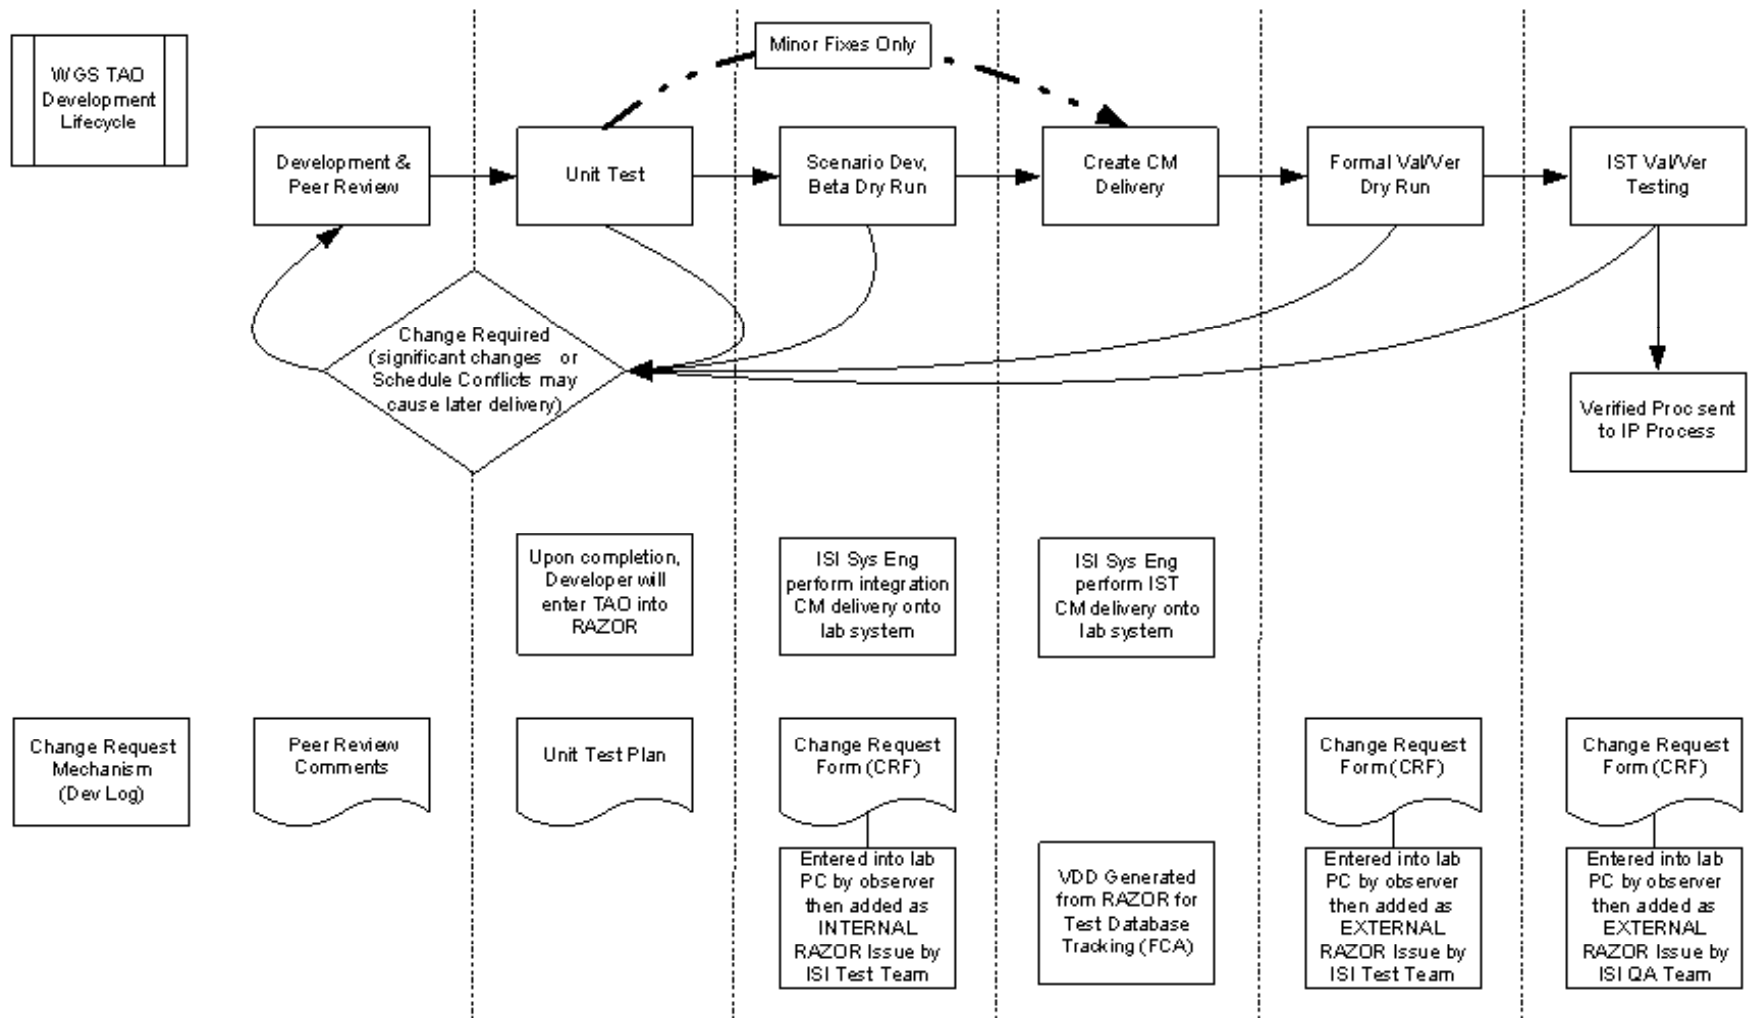 Minor Fixes Only
WGS TAO
Development
Lifecycle
Development &
Peer Review
Unit Test
Scenario Dev,
Beta Dry Run
Create CM
Delivery
Formal Val/Ver
Dry Run
IST Val/Ver
Testing
Change Required
(significant changes or
Schedule Conflicts may
cause later delivery)
Verified Proc sent
to IP Process
Upon completion,
Developer will
enter TAO into
RAZOR
ISI Sys Eng
perform integration
CM delivery onto
lab system
ISI Sys Eng
perform IST
CM delivery onto
lab system
Change Request
Mechanism
(Dev Log)
Peer Review
Comments
Unit Test Plan
Change Request
Form (CRF)
Change Request
Form (CRF)
Change Request
Form (CRF)
Entered into lab
PC by observer
then added as
INTERNAL
RAZOR Issue by
ISI Test Team
VDD Generated
from RAZOR for
Test Database
Tracking (FCA)
Entered into lab
PC by observer
then added as
EXTERNAL
RAZOR Issue by
ISI Test Team
Entered into lab
PC by observer
then added as
EXTERNAL
RAZOR Issue by
ISI QA Team